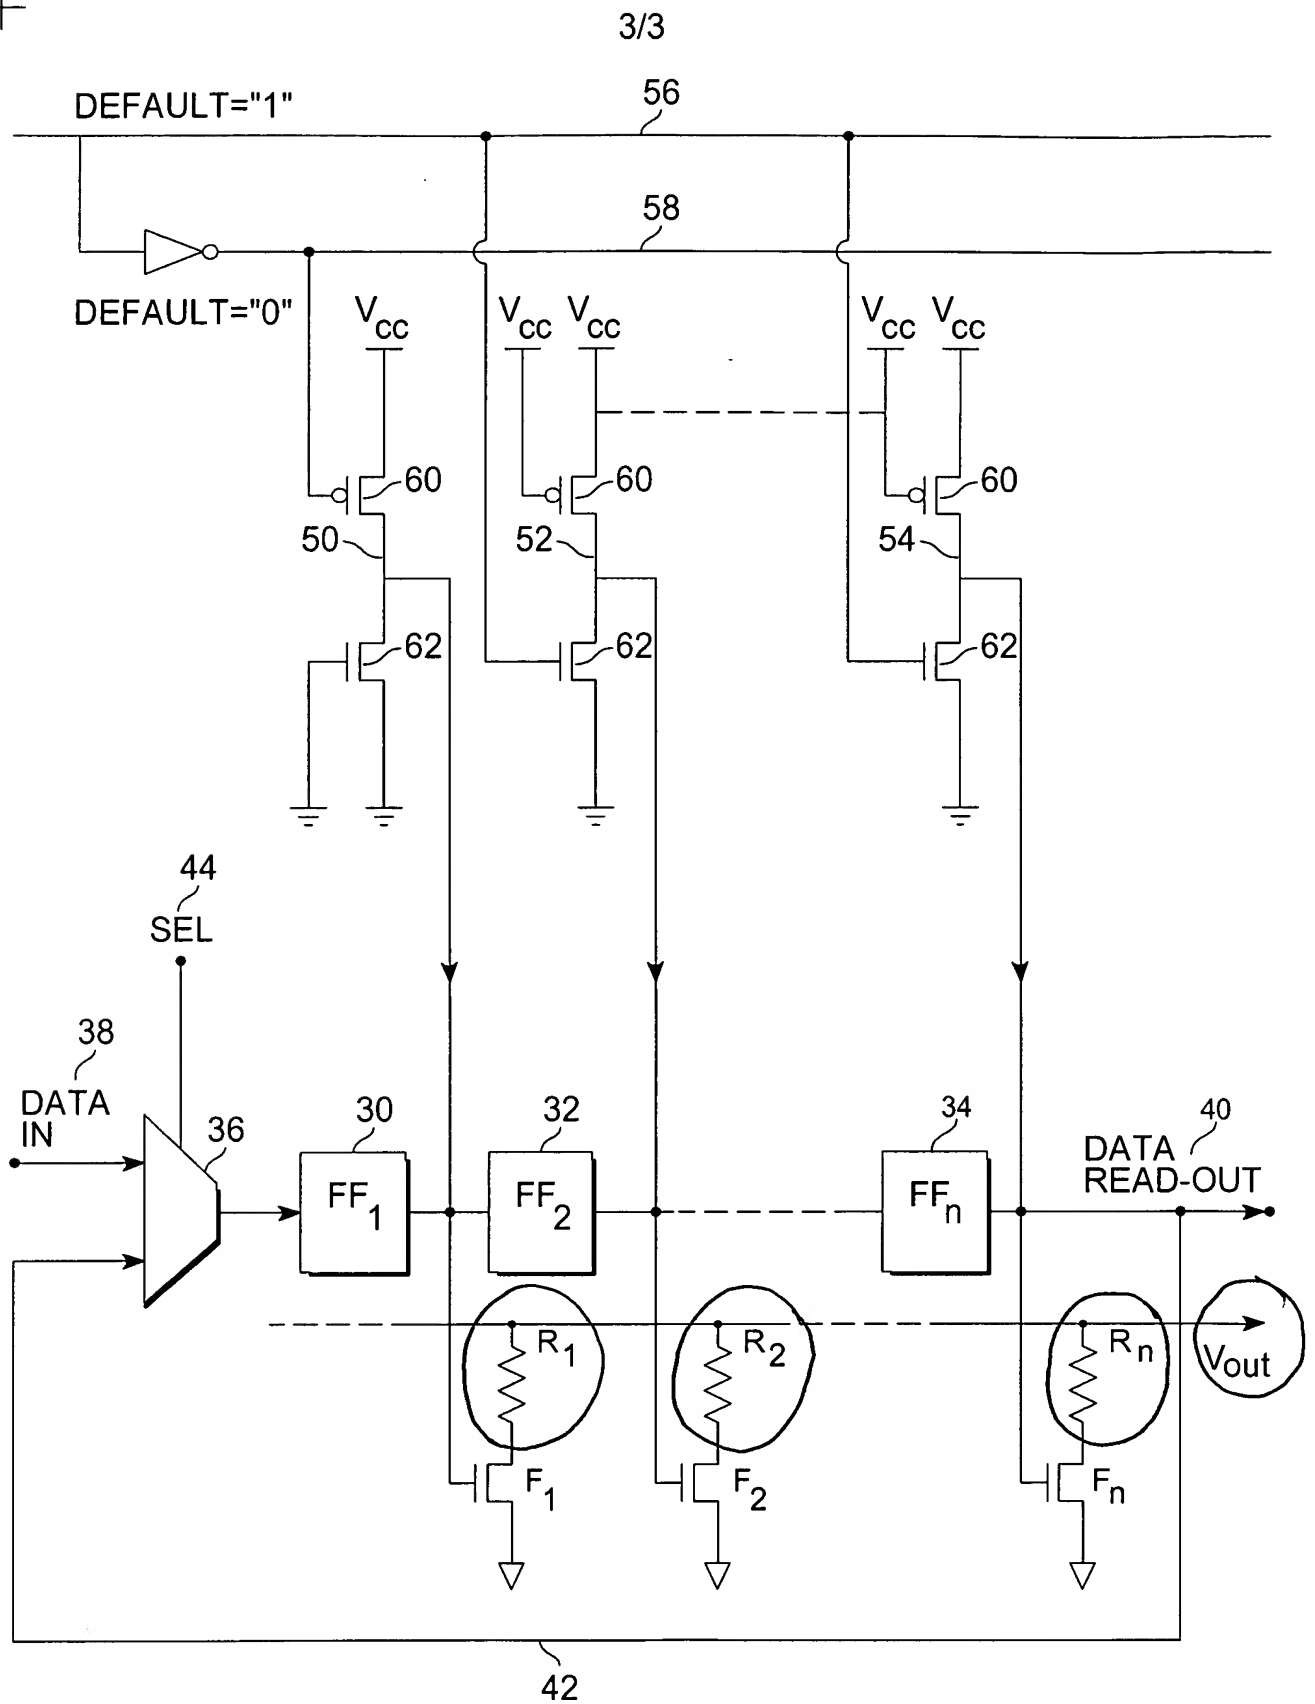 3/3
DEFAULT="1"
56
58
DEFAULT="0"
Vcc
Vcc Vcc
Vcc Vcc
60
60
60
50
52
54
62
62
62
44
SEL
38
DATA
IN
36
30
32
34
40
DATA
READ-OUT
FF1
FF2
FFn
R1
R2
Rn
Vout
F1
F2
Fn
42